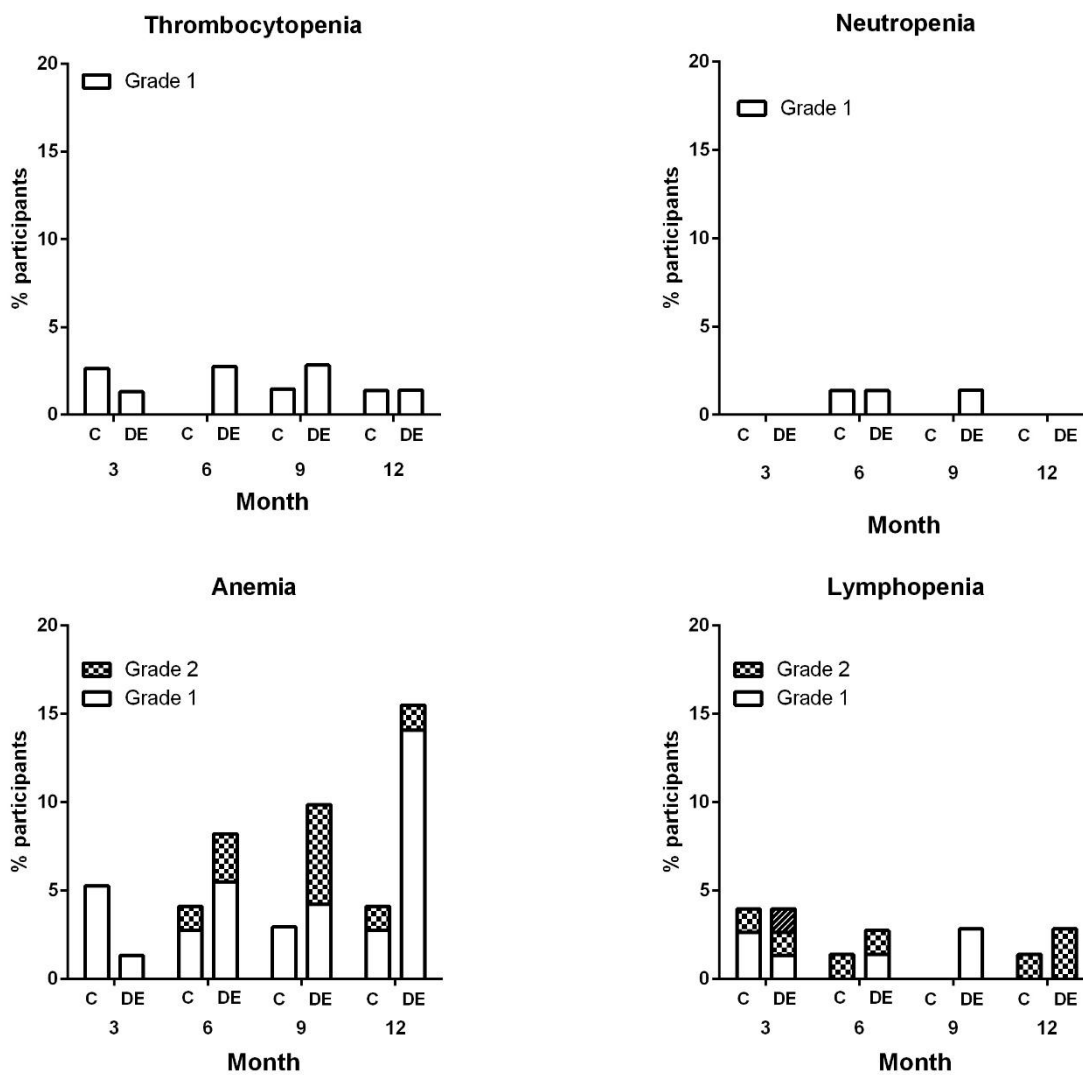 Thrombocytopenia
20
Grade 1
15
10
5
0
% participants
C DE C DE C DE C DE
3 6 9 12
Month
Neutropenia
20
Grade 1
15
10
5
0
% participants
C DE C DE C DE C DE
3 6 9 12
Month
Anemia
20
Grade 2
Grade 1
15
10
5
0
% participants
C DE C DE C DE C DE
3 6 9 12
Month
Lymphopenia
20
Grade 2
Grade 1
15
10
5
0
% participants
C DE C DE C DE C DE
3 6 9 12
Month